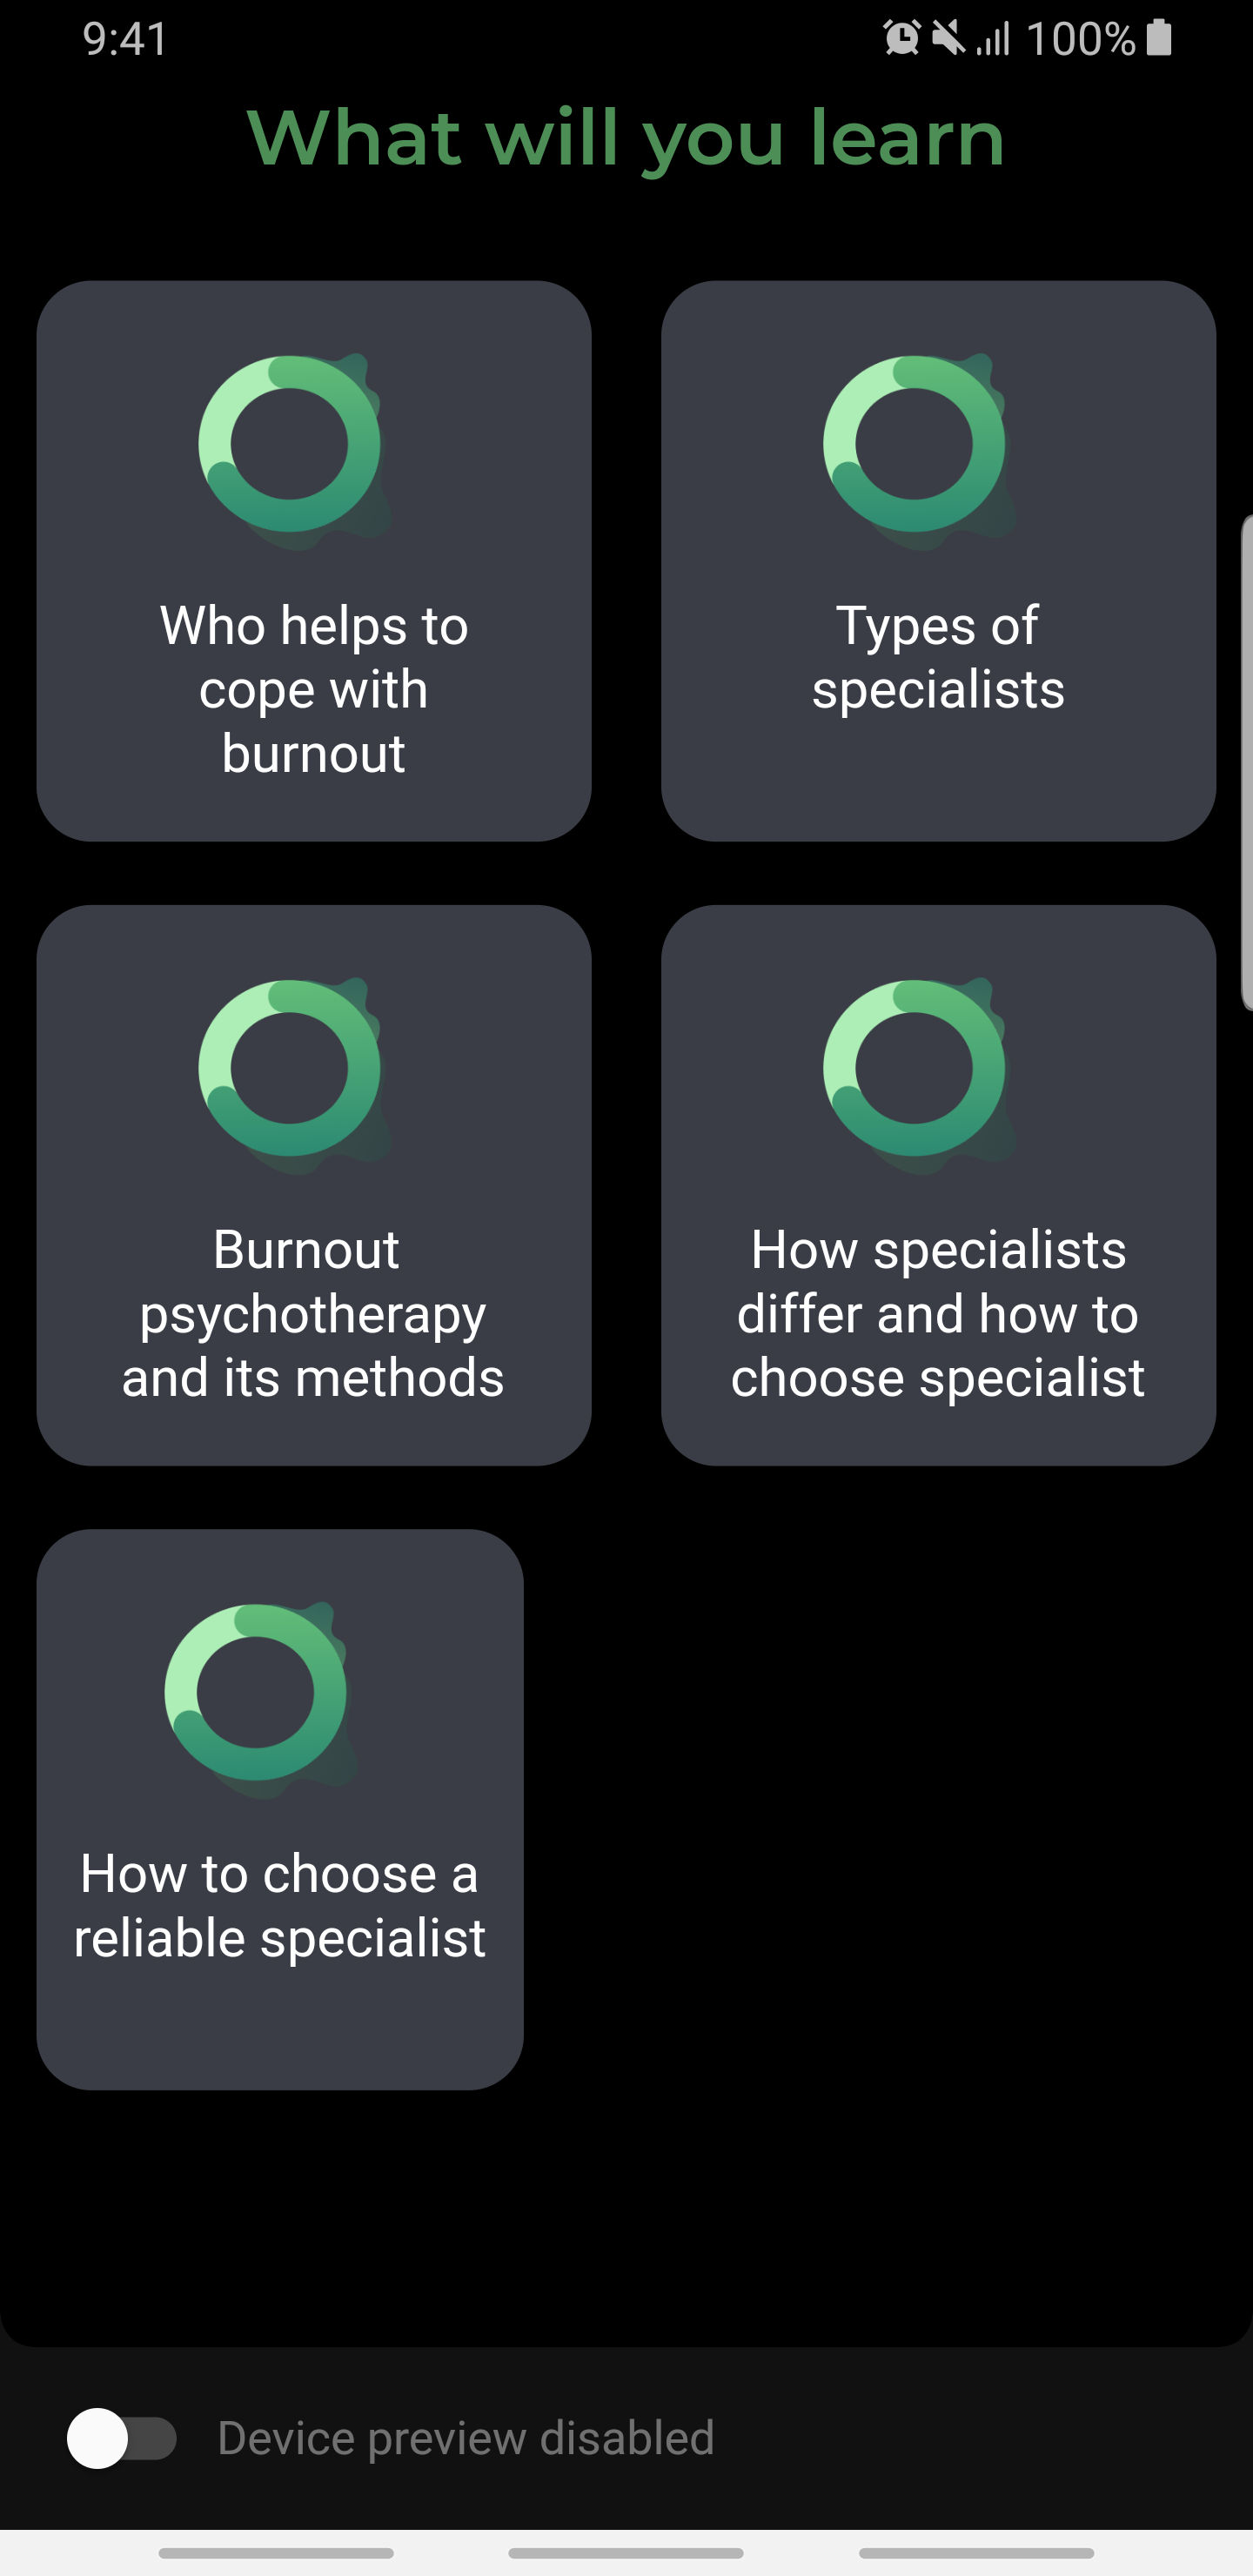 9:41
100%
What will you learn
Who helps to
cope with
burnout
Types of
specialists
Burnout
psychotherapy
and its methods
How specialists
differ and how to
choose specialist
How to choose a
reliable specialist
Device preview disabled